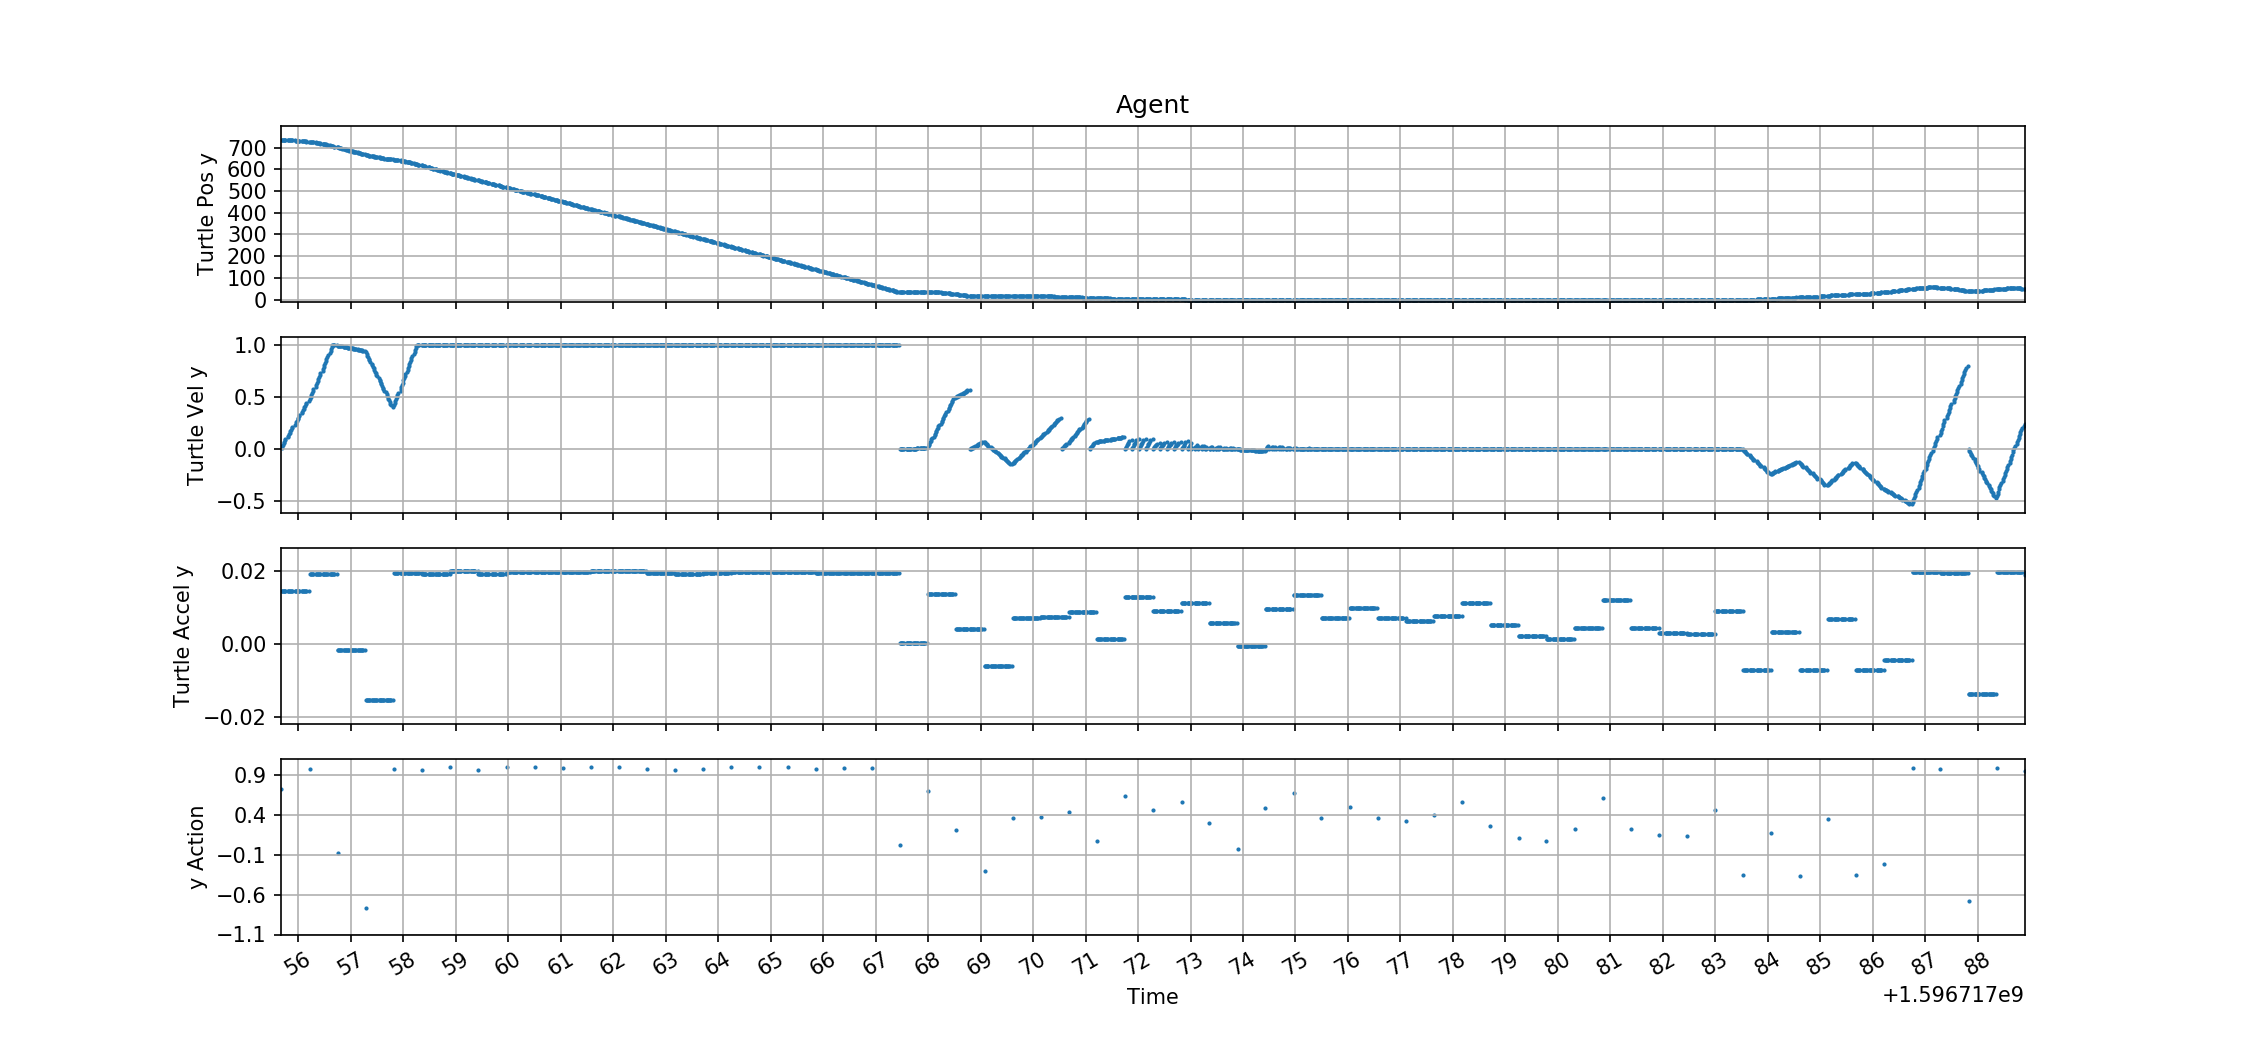 Agent
Turtle Pos y
700
600
500
400
300
200
100
0
Turtle Vel y
1.0
0.5
0.0
−0.5
Turtle Accel y
0.02
0.00
−0.02
y Action
0.9
0.4
−0.1
−0.6
−1.1
56 57 58 59 60 61 62 63 64 65 66 67 68 69 70 71 72 73 74 75 76 77 78 79 80 81 82 83 84 85 86 87 88
Time
+1.596717e9